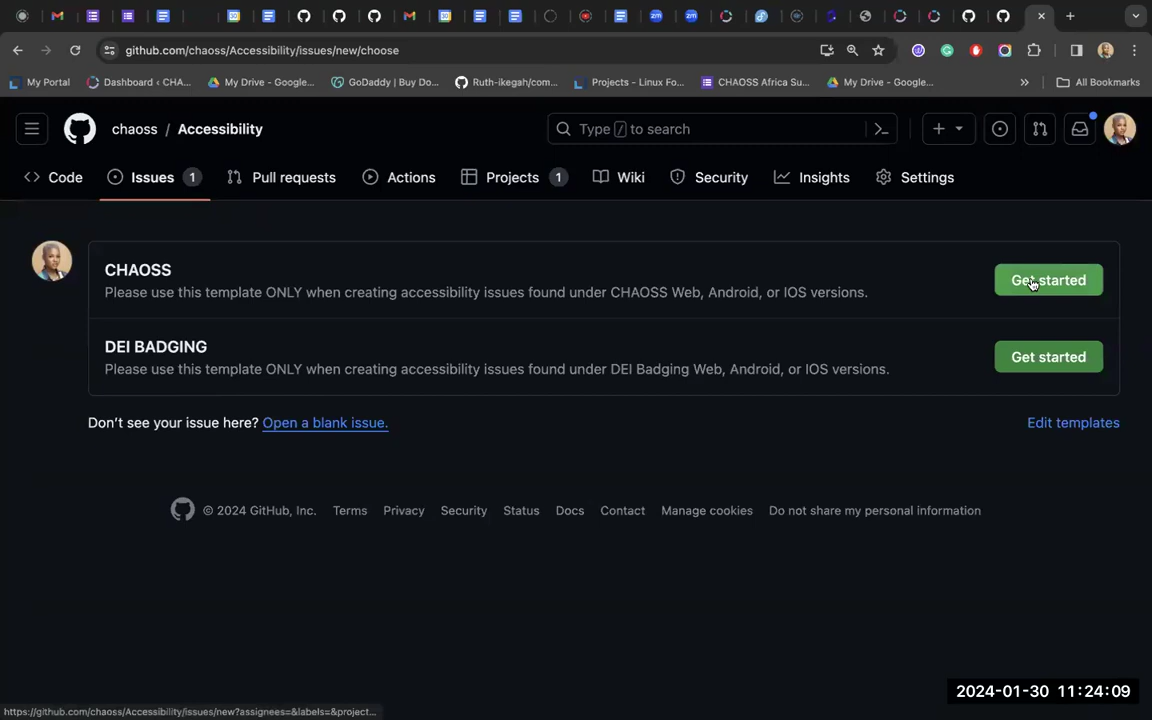 github.com/chaoss/Accessibility/issues/new/choose
My Portal
Dashboard ‹ CHA...
My Drive - Google...
GoDaddy | Buy Do...
Ruth-ikegah/com...
Projects - Linux Fo...
CHAOSS Africa Su...
My Drive - Google...
»
All Bookmarks
chaoss / Accessibility
Type / to search
Code
Issues 1
Pull requests
Actions
Projects 1
Wiki
Security
Insights
Settings
CHAOSS
Please use this template ONLY when creating accessibility issues found under CHAOSS Web, Android, or IOS versions.
Get started
DEI BADGING
Please use this template ONLY when creating accessibility issues found under DEI Badging Web, Android, or IOS versions.
Get started
Don’t see your issue here? Open a blank issue.
Edit templates
© 2024 GitHub, Inc. Terms Privacy Security Status Docs Contact Manage cookies Do not share my personal information
2024-01-30 11:24:09
https://github.com/chaoss/Accessibility/issues/new?assignees=&labels=&project...